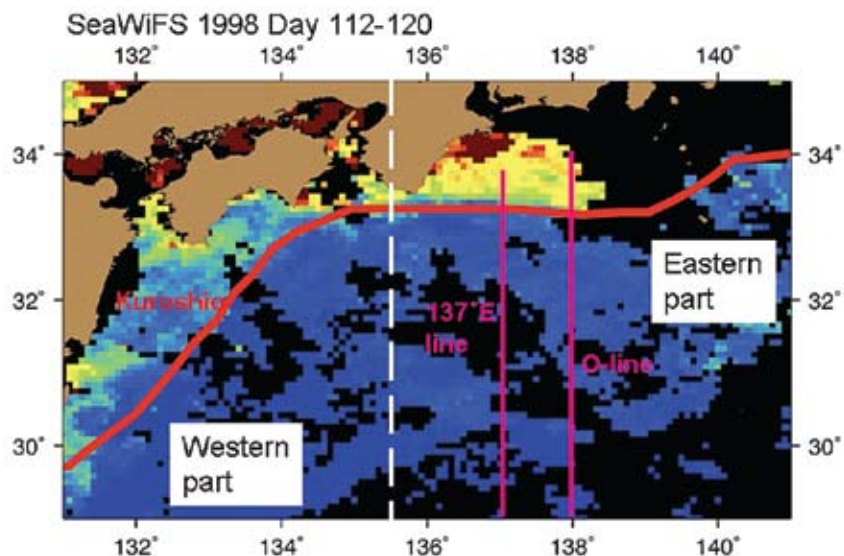 SeaWiFS 1998 Day 112-120
132° 134° 136° 138° 140°
34° 34°
Eastern
part
32° 32°
Kuroshio
137°E
line
O-line
Western
part
30° 30°
132° 134° 136° 138° 140°